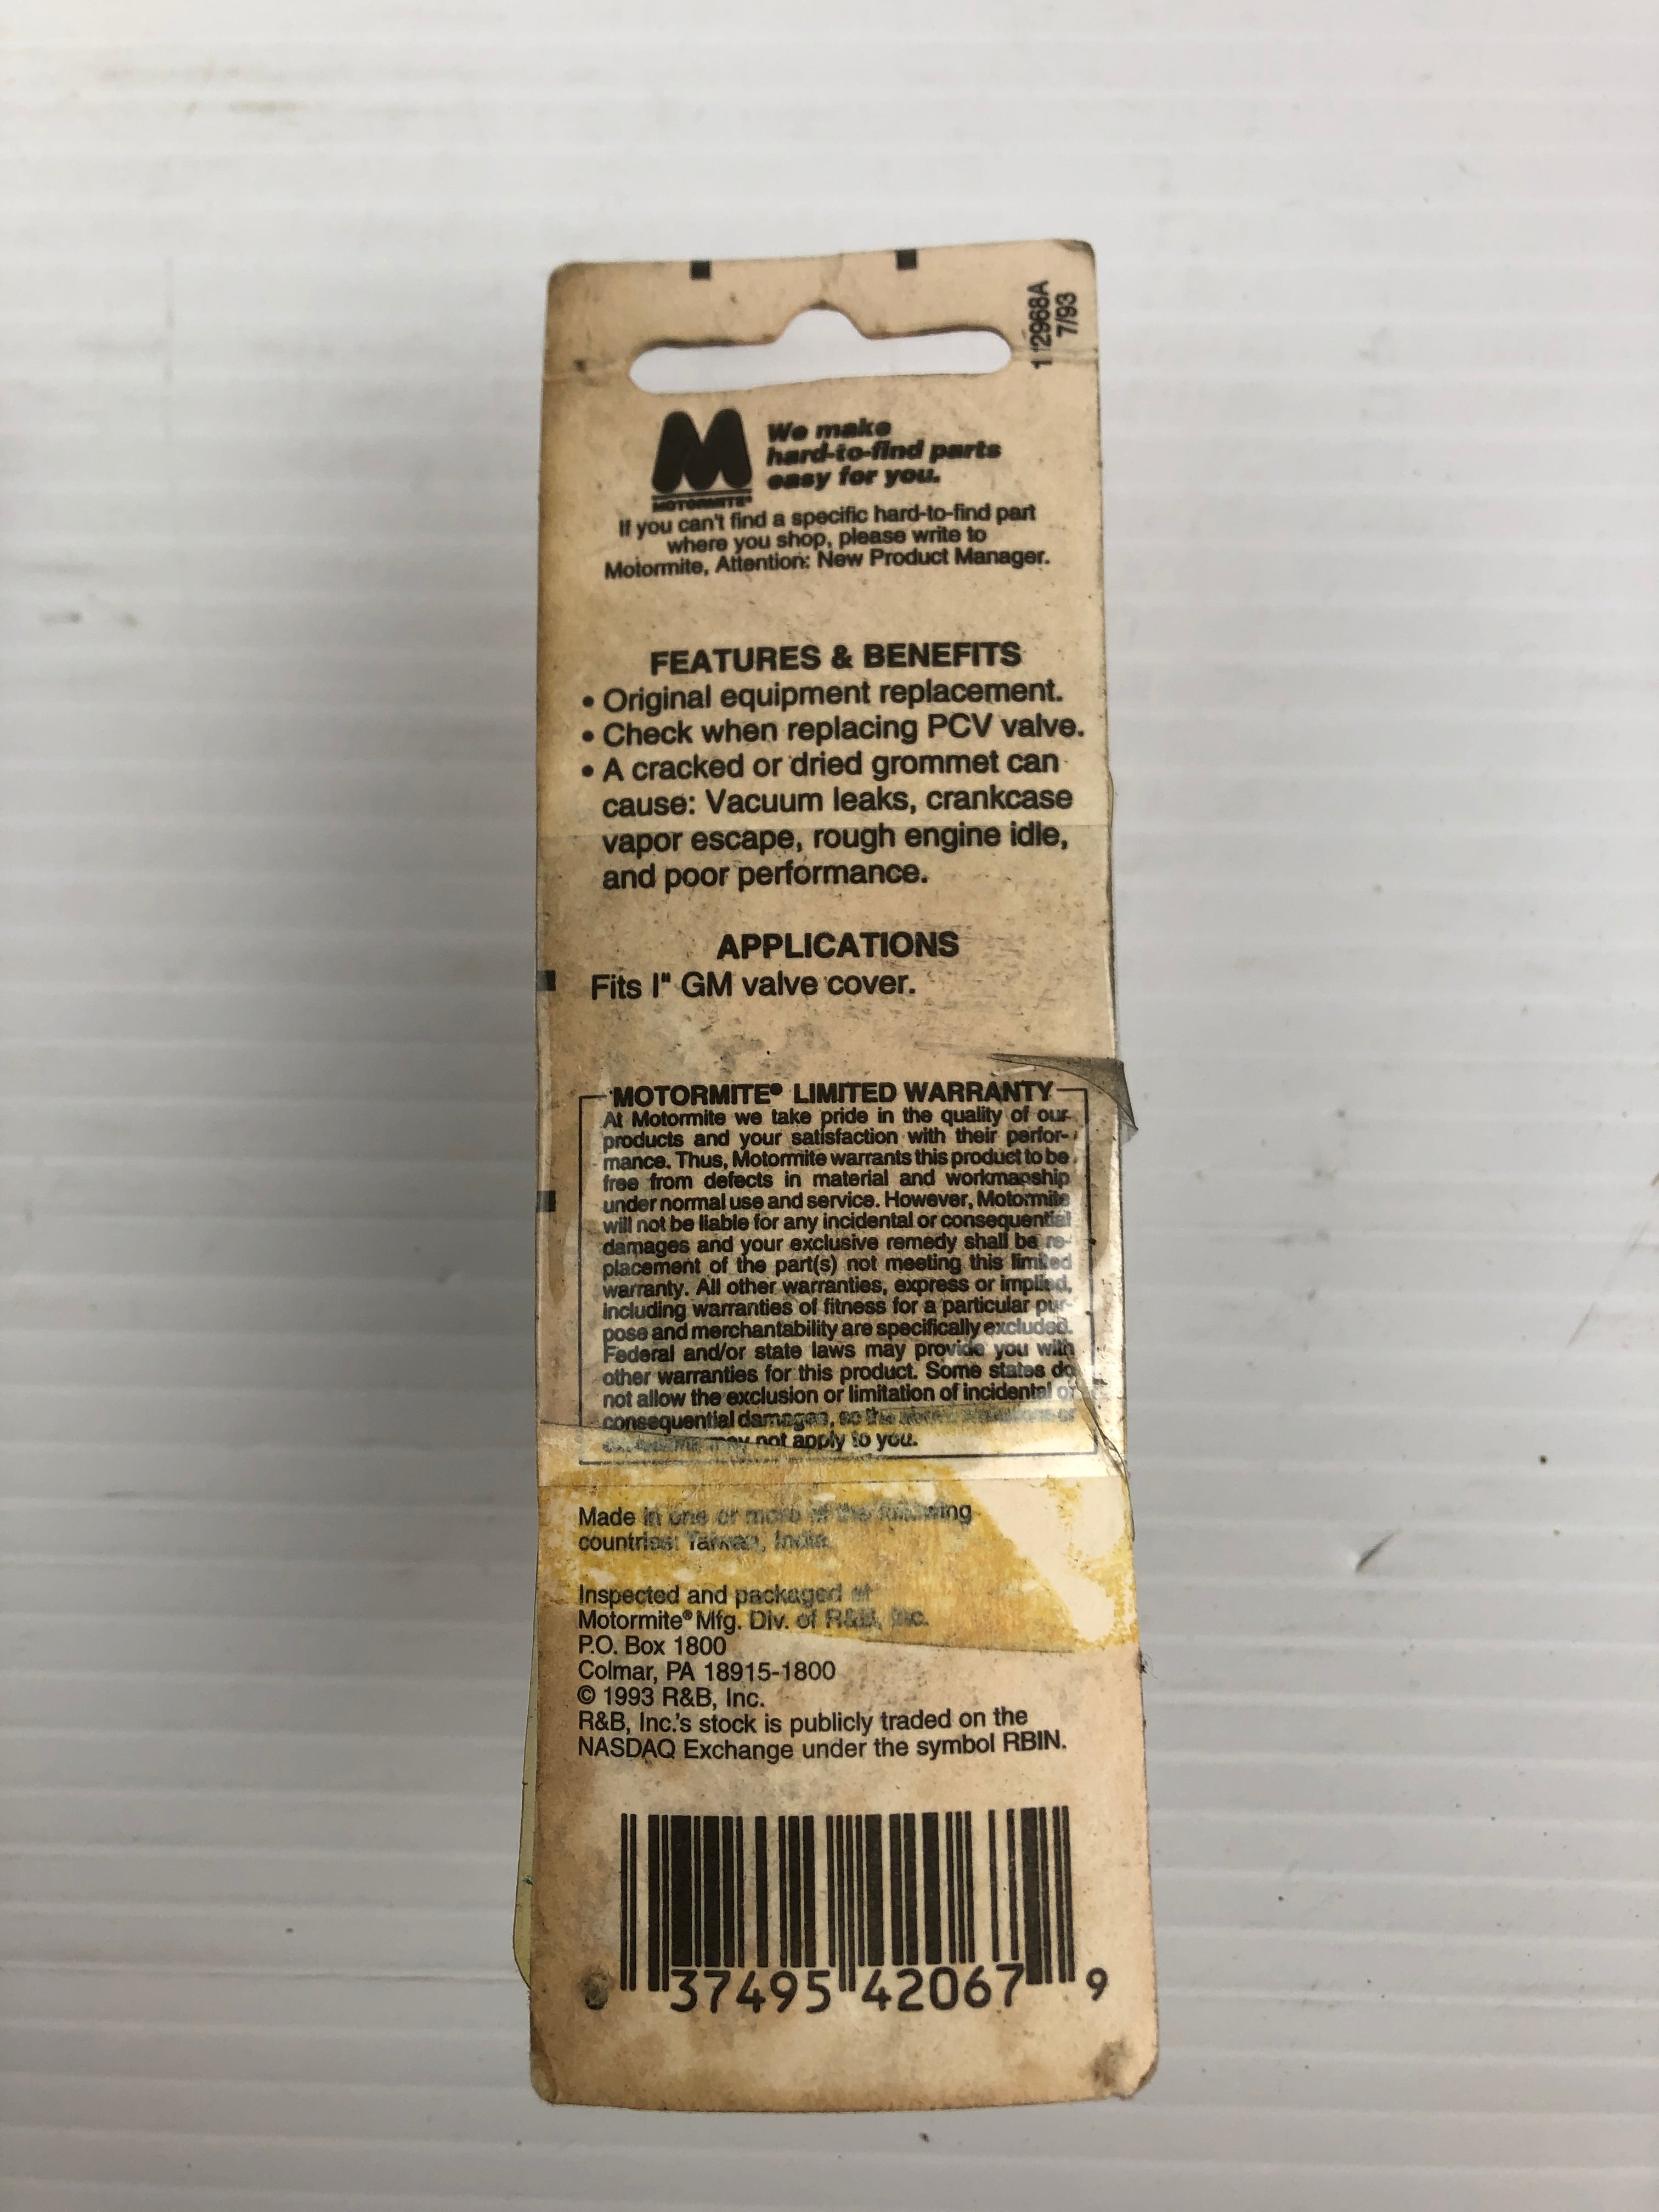 112968A
7/93
We make
hard-to-find parts
easy for you.
MOTORMITE®
If you can't find a specific hard-to-find part
where you shop, please write to
Motormite, Attention: New Product Manager.
FEATURES & BENEFITS
• Original equipment replacement.
• Check when replacing PCV valve.
• A cracked or dried grommet can
cause: Vacuum leaks, crankcase
vapor escape, rough engine idle,
and poor performance.
APPLICATIONS
Fits I" GM valve cover.
MOTORMITE® LIMITED WARRANTY
At Motormite we take pride in the quality of our
products and your satisfaction with their perfor-
mance. Thus, Motormite warrants this product to be
free from defects in material and workmanship
under normal use and service. However, Motormite
will not be liable for any incidental or consequential
damages and your exclusive remedy shall be re-
placement of the part(s) not meeting this limited
warranty. All other warranties, express or implied,
including warranties of fitness for a particular pur-
pose and merchantability are specifically excluded.
Federal and/or state laws may provide you with
other warranties for this product. Some states do
not allow the exclusion or limitation of incidental or
consequential damages, so the above or
may not apply to you.
Made in one or more of the following
countries: Taiwan, India.
Inspected and packaged at
Motormite® Mfg. Div. of R&B, Inc.
P.O. Box 1800
Colmar, PA 18915-1800
© 1993 R&B, Inc.
R&B, Inc.'s stock is publicly traded on the
NASDAQ Exchange under the symbol RBIN.
37495 42067 9